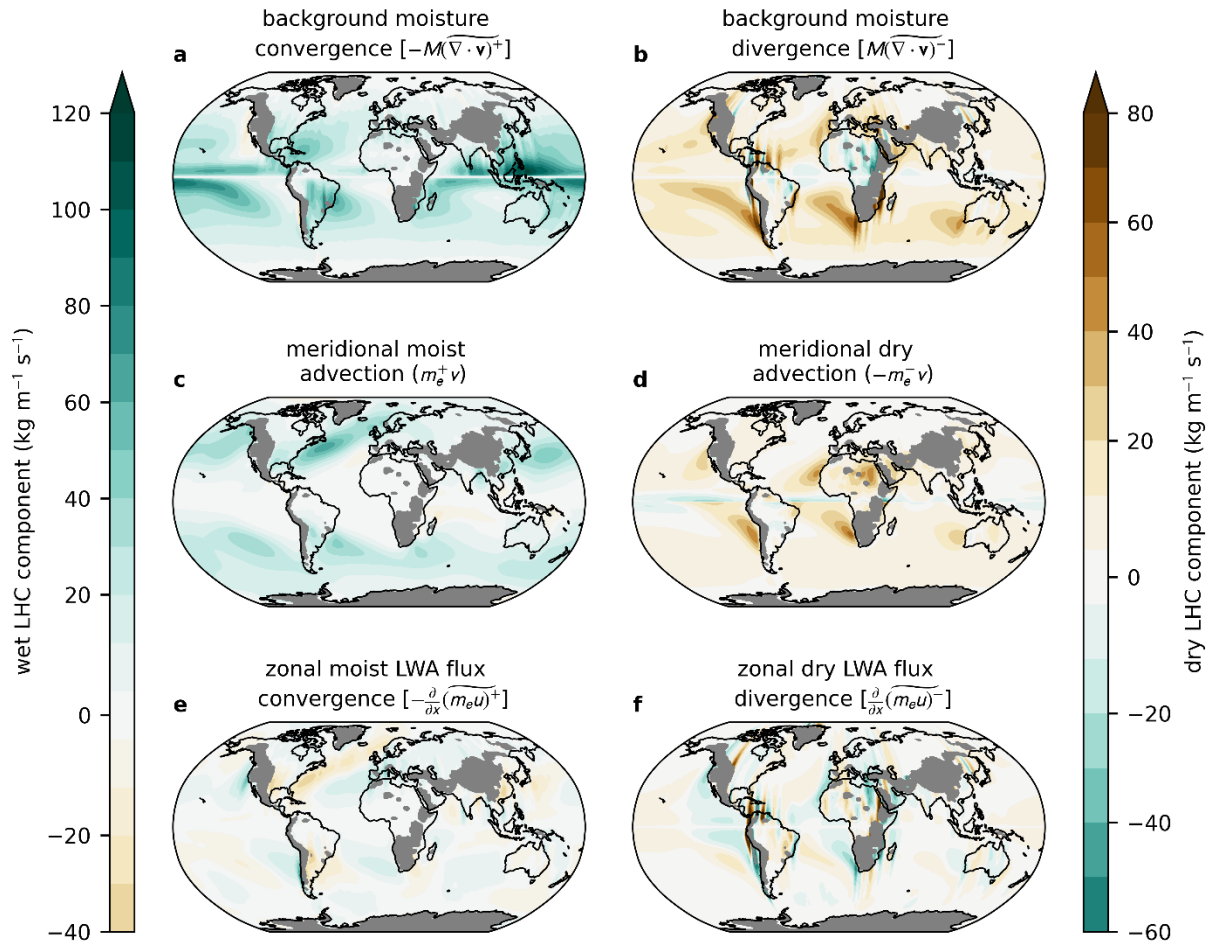 background moisture
convergence [−M(∇ · v)⁺]
a
background moisture
divergence [M(∇ · v)⁻]
b
meridional moist
advection (mₑ⁺v)
c
meridional dry
advection (−mₑ⁻v)
d
zonal moist LWA flux
convergence [−∂/∂x(mₑu)⁺]
e
zonal dry LWA flux
divergence [∂/∂x(mₑu)⁻]
f
wet LHC component (kg m⁻¹ s⁻¹)
120
100
80
60
40
20
0
−20
−40
dry LHC component (kg m⁻¹ s⁻¹)
80
60
40
20
0
−20
−40
−60